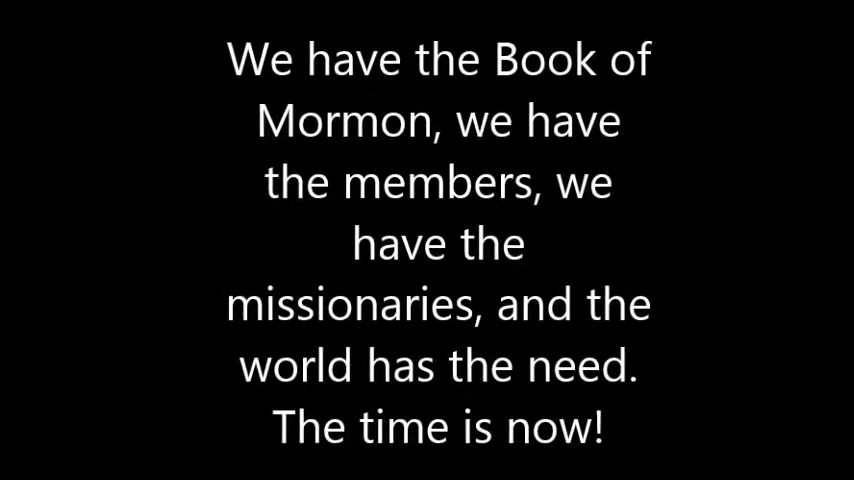 We have the Book of
Mormon, we have
the members, we
have the
missionaries, and the
world has the need.
The time is now!